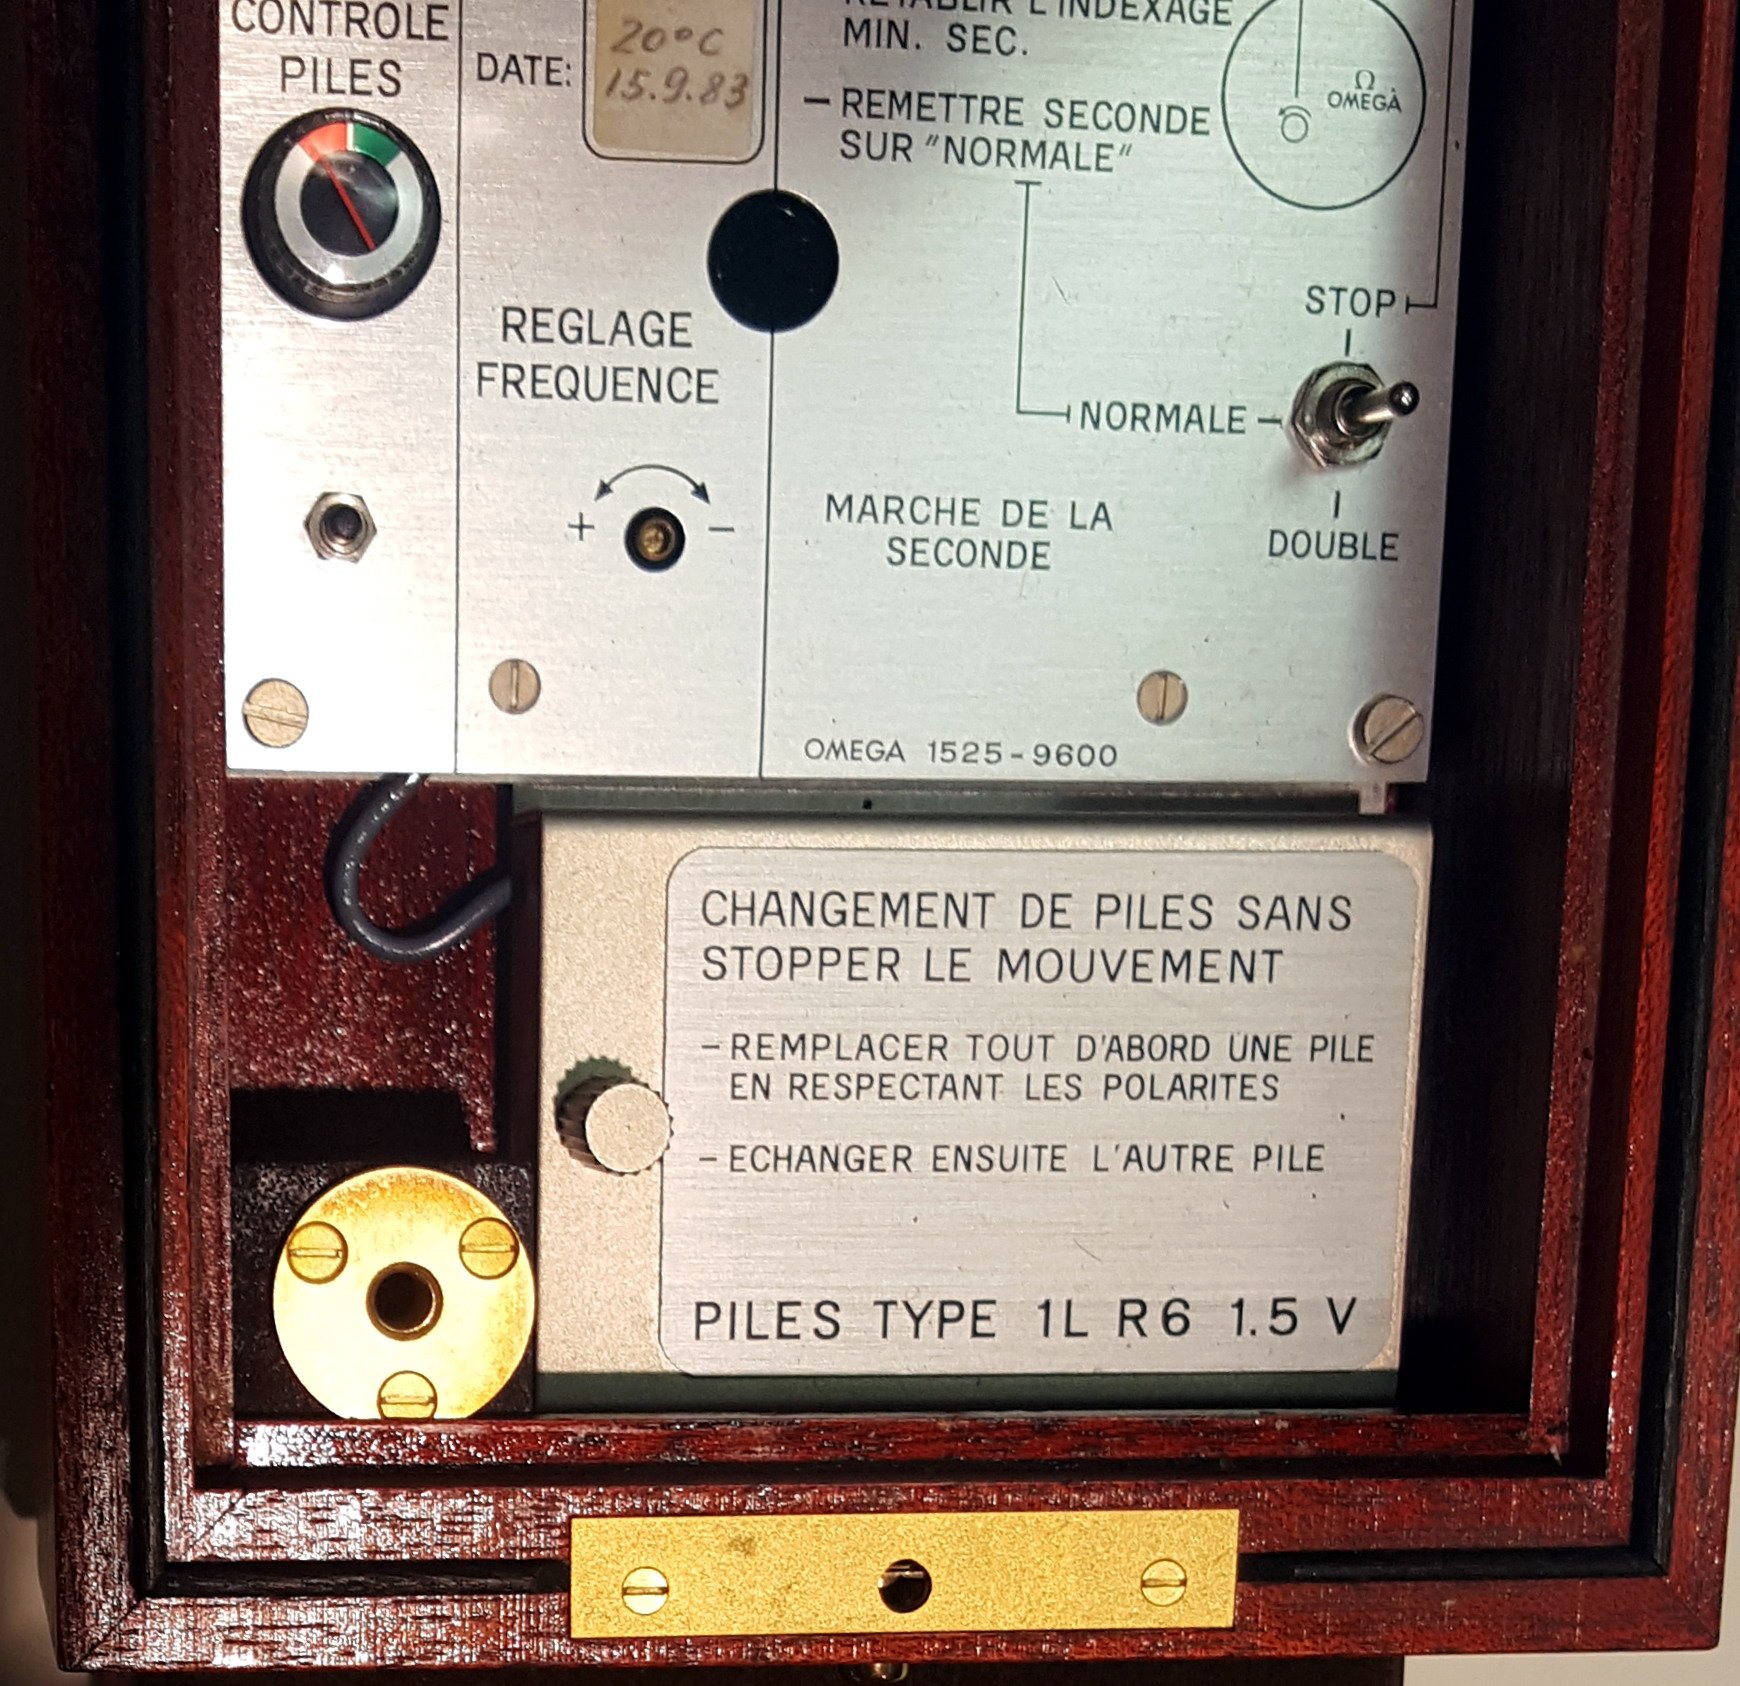 CONTROLE
PILES
DATE:
20°C
15.9.83
RETABLIR L'INDEXAGE
MIN. SEC.
– REMETTRE SECONDE
SUR "NORMALE"
Ω
OMEGA
STOP
NORMALE
DOUBLE
REGLAGE
FREQUENCE
+ –
MARCHE DE LA
SECONDE
OMEGA 1525-9600
CHANGEMENT DE PILES SANS
STOPPER LE MOUVEMENT
– REMPLACER TOUT D'ABORD UNE PILE
EN RESPECTANT LES POLARITES
– ECHANGER ENSUITE L'AUTRE PILE
PILES TYPE 1L R6 1.5 V